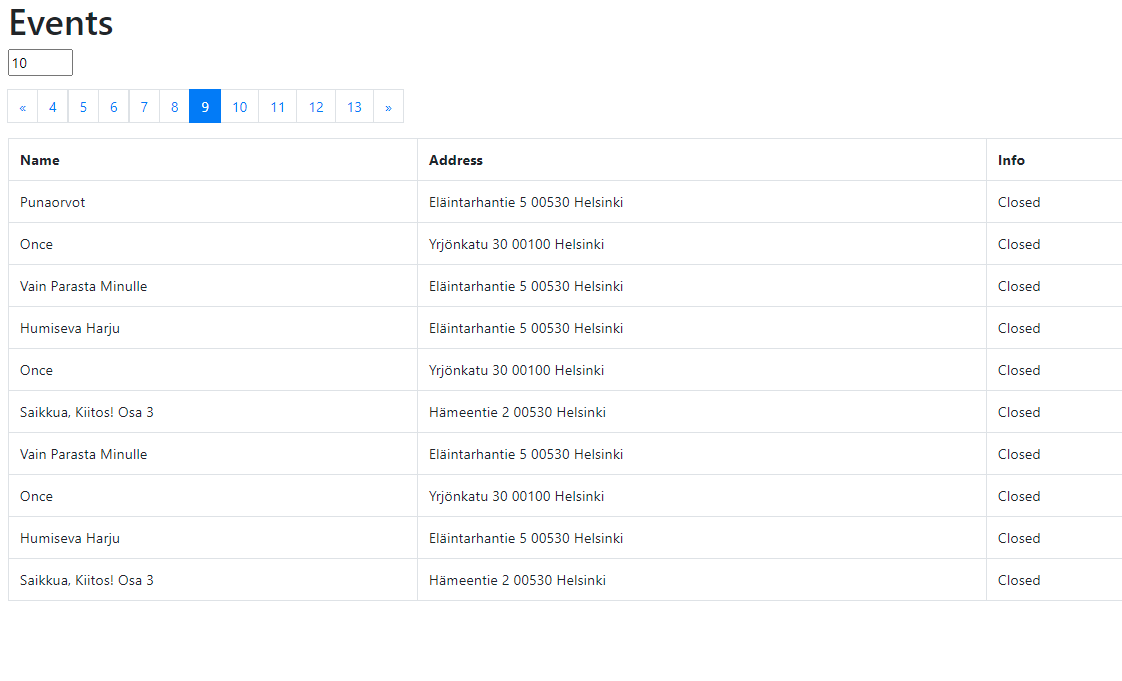 Events
10
« 4 5 6 7 8 9 10 11 12 13 »
Name Address Info
Punaorvot Eläintarhantie 5 00530 Helsinki Closed
Once Yrjönkatu 30 00100 Helsinki Closed
Vain Parasta Minulle Eläintarhantie 5 00530 Helsinki Closed
Humiseva Harju Eläintarhantie 5 00530 Helsinki Closed
Once Yrjönkatu 30 00100 Helsinki Closed
Saikkua, Kiitos! Osa 3 Hämeentie 2 00530 Helsinki Closed
Vain Parasta Minulle Eläintarhantie 5 00530 Helsinki Closed
Once Yrjönkatu 30 00100 Helsinki Closed
Humiseva Harju Eläintarhantie 5 00530 Helsinki Closed
Saikkua, Kiitos! Osa 3 Hämeentie 2 00530 Helsinki Closed